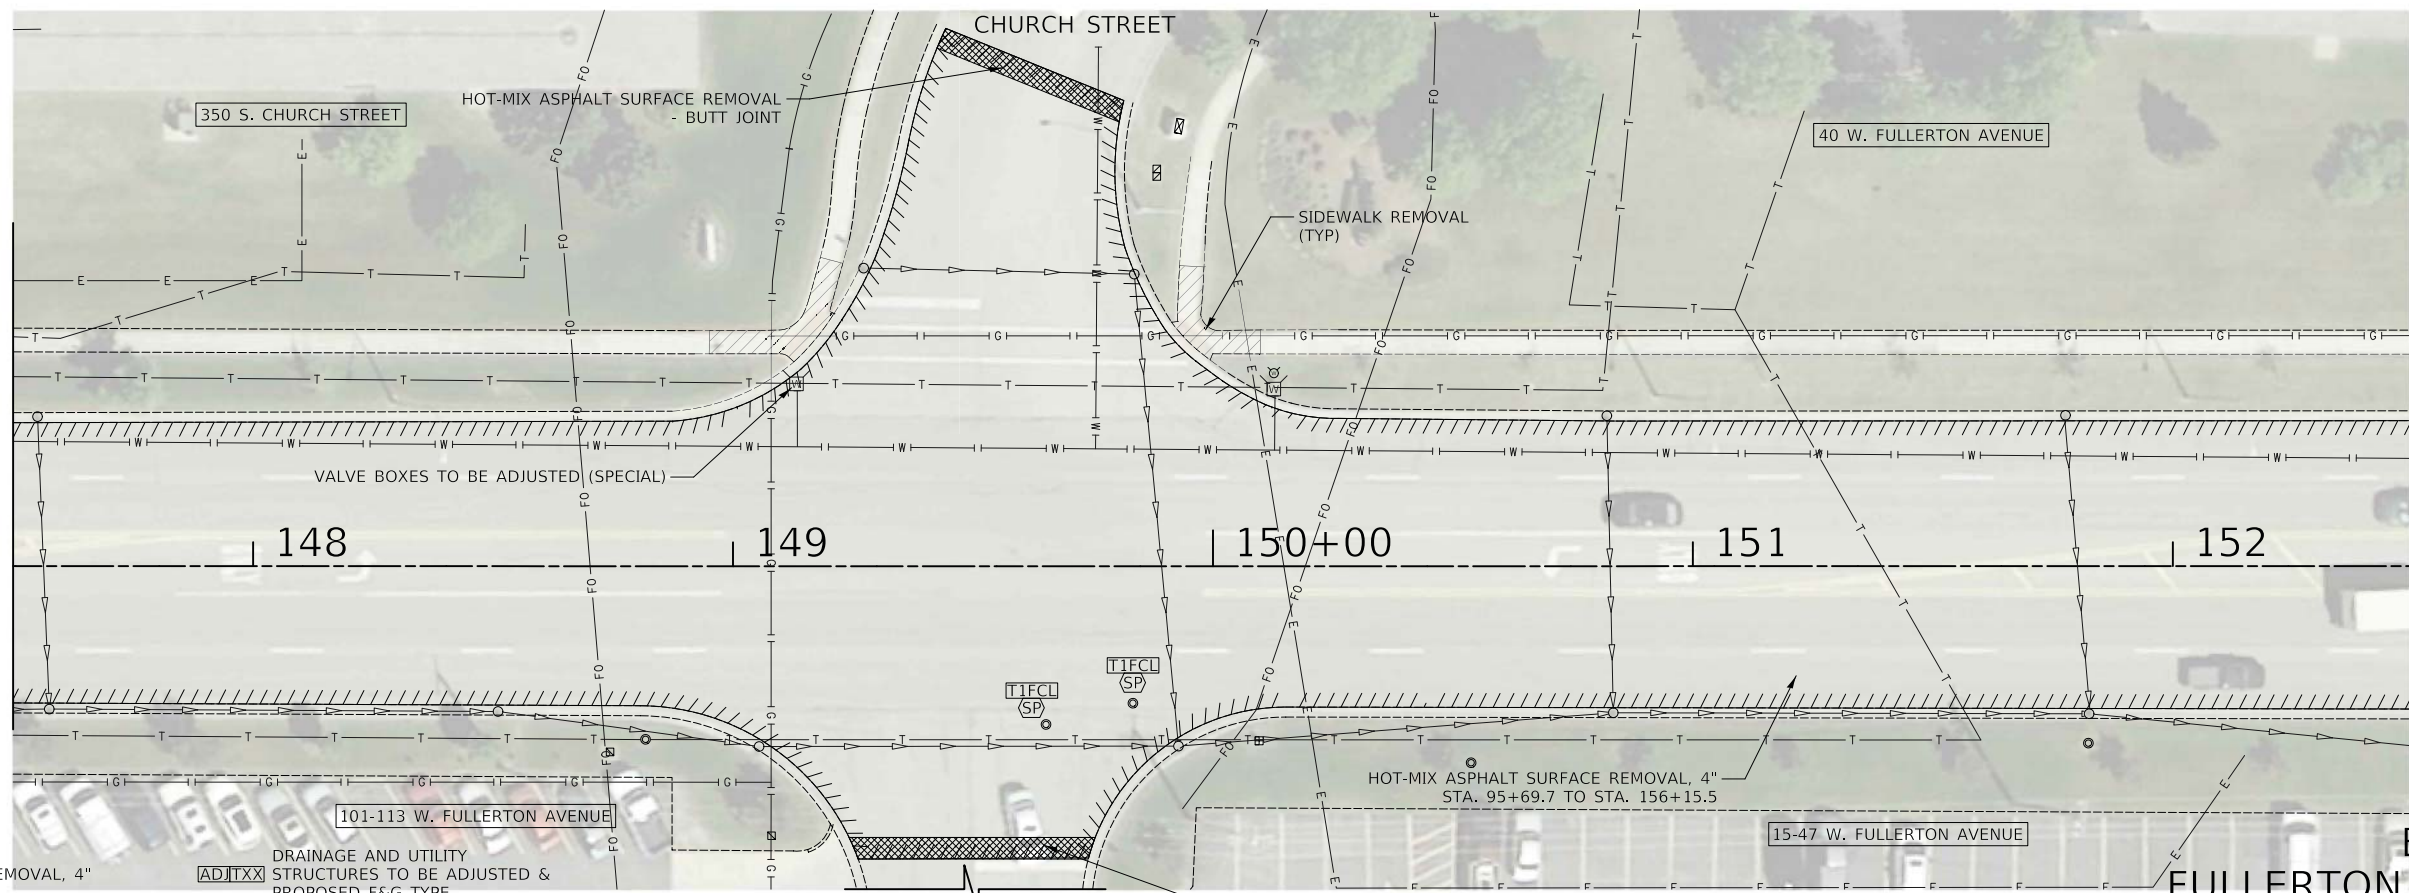 CHURCH STREET
HOT-MIX ASPHALT SURFACE REMOVAL
- BUTT JOINT
350 S. CHURCH STREET
40 W. FULLERTON AVENUE
SIDEWALK REMOVAL
(TYP)
VALVE BOXES TO BE ADJUSTED (SPECIAL)
148
149
150+00
151
152
T1FCL
SP
T1FCL
SP
HOT-MIX ASPHALT SURFACE REMOVAL, 4"
STA. 95+69.7 TO STA. 156+15.5
101-113 W. FULLERTON AVENUE
15-47 W. FULLERTON AVENUE
EMOVAL, 4"
ADJTXX
DRAINAGE AND UTILITY
STRUCTURES TO BE ADJUSTED &
PROPOSED F&G TYPE
FULLERTON